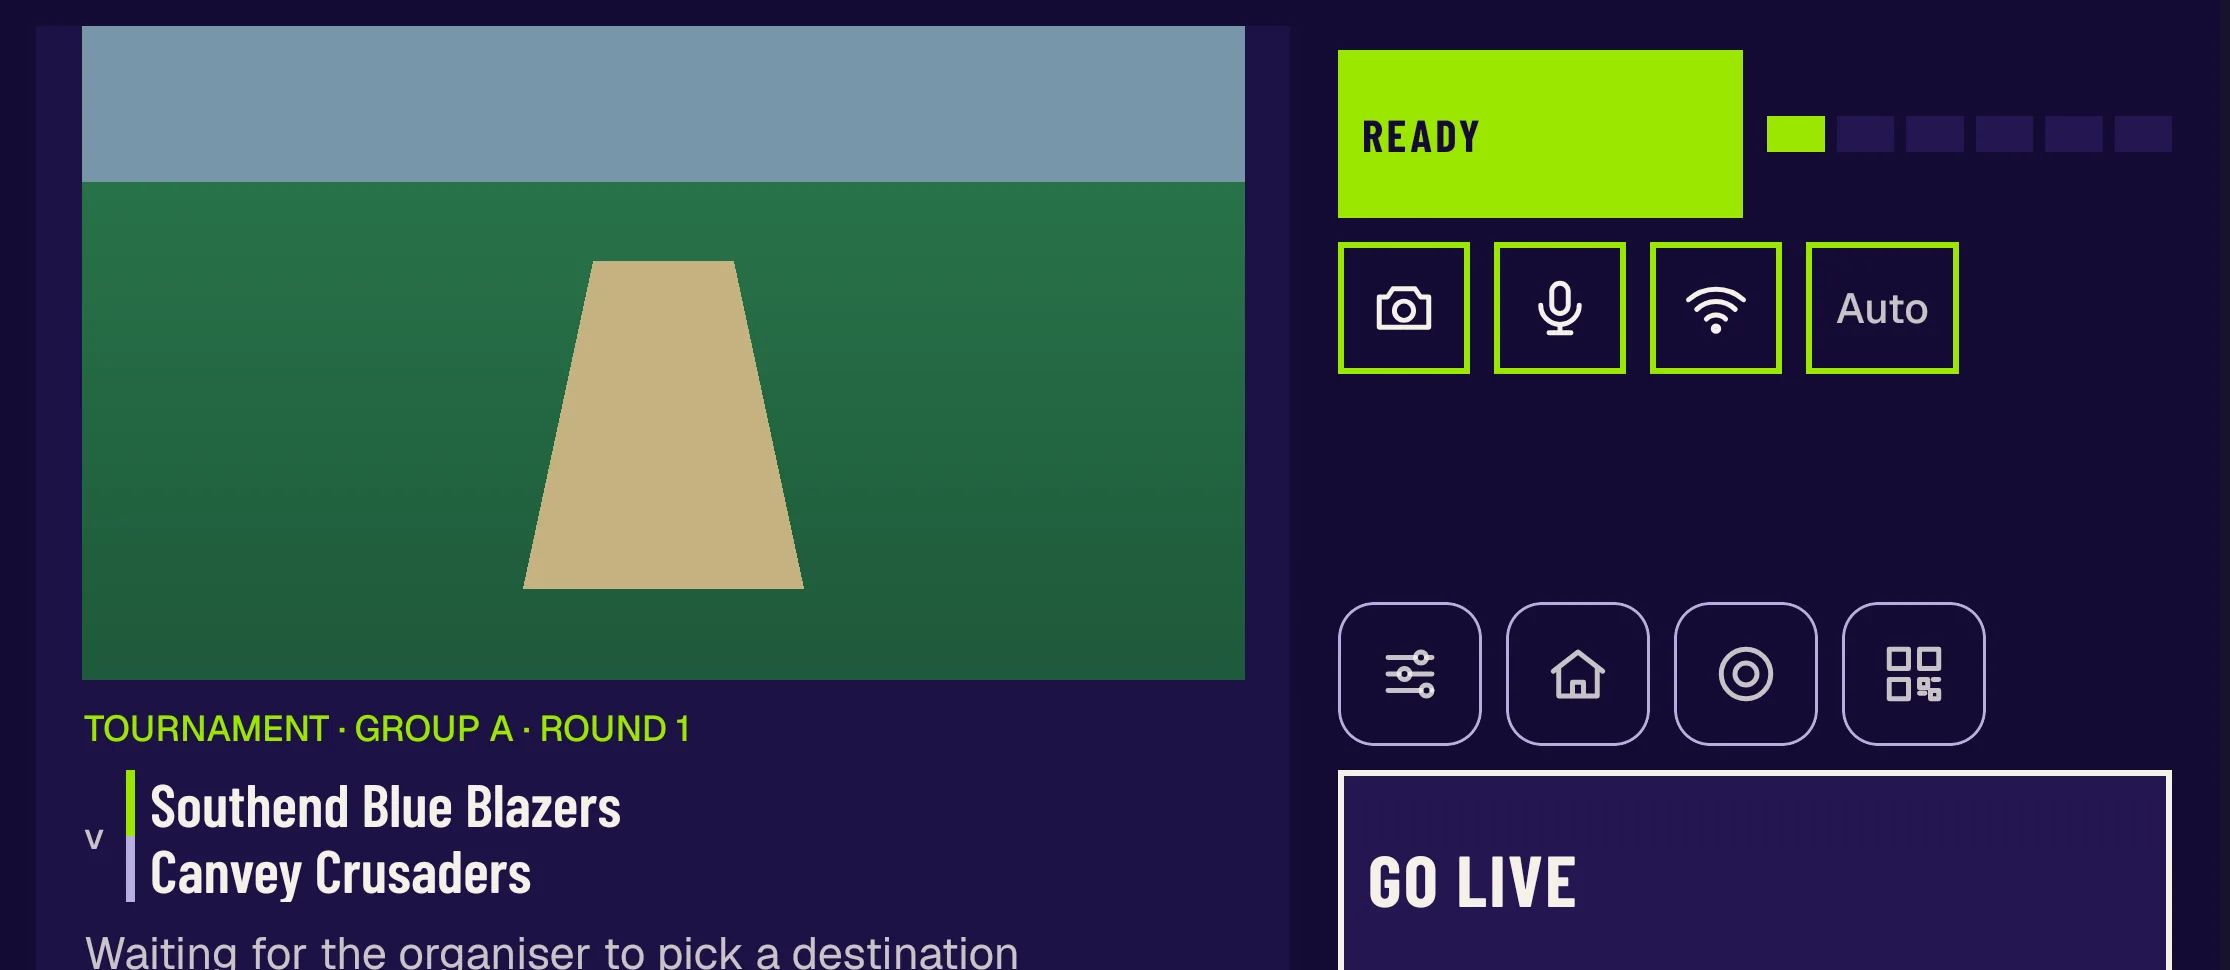 READY
Auto
TOURNAMENT · GROUP A · ROUND 1
v
Southend Blue Blazers
Canvey Crusaders
Waiting for the organiser to pick a destination
GO LIVE